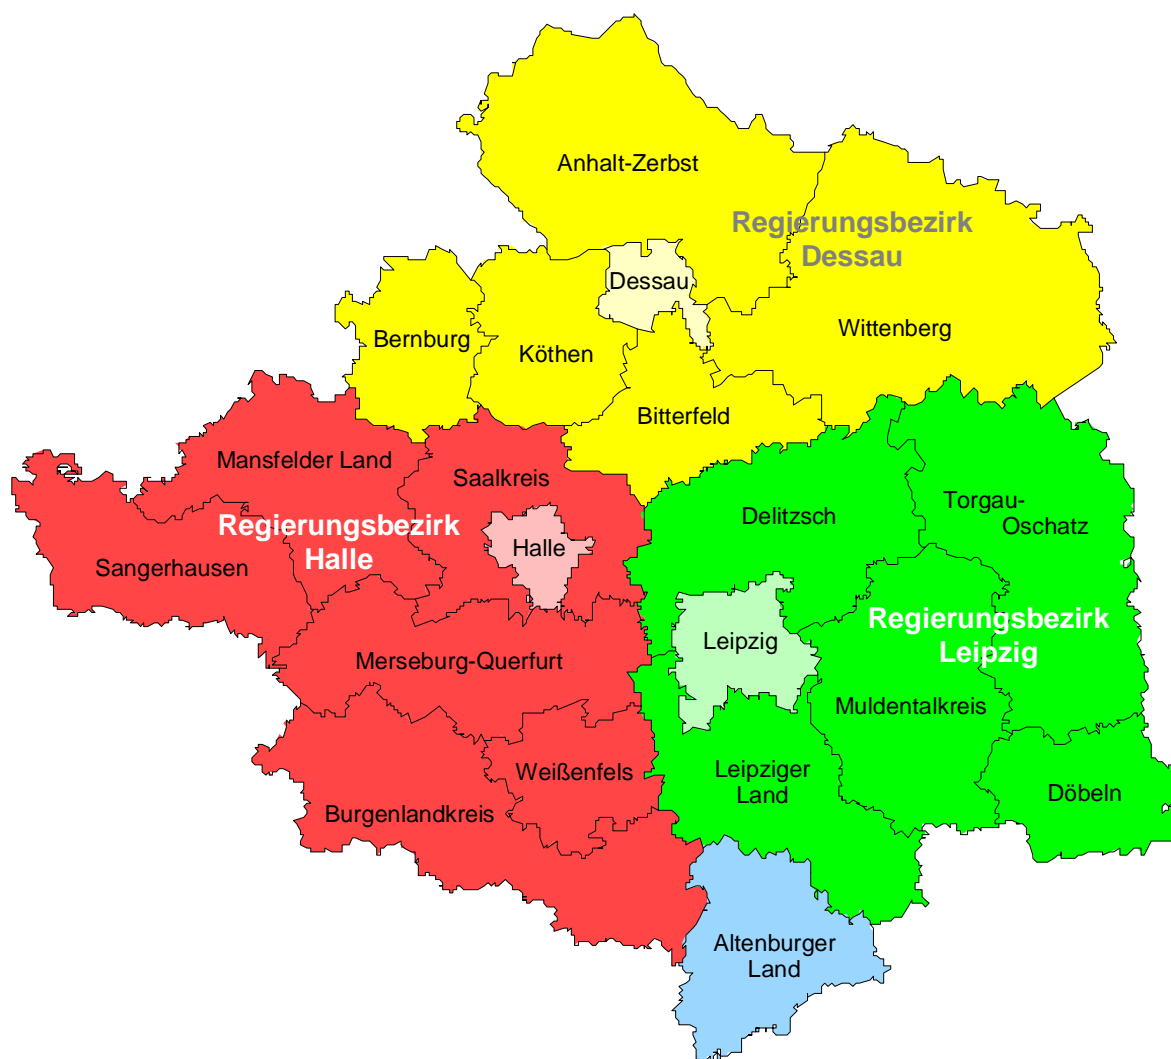 Anhalt-Zerbst
Regierungsbezirk
Dessau
Dessau
Wittenberg
Bernburg
Köthen
Bitterfeld
Mansfelder Land
Saalkreis
Delitzsch
Torgau-
Oschatz
Regierungsbezirk
Halle
Halle
Sangerhausen
Regierungsbezirk
Leipzig
Leipzig
Merseburg-Querfurt
Muldentalkreis
Weißenfels
Leipziger
Land
Döbeln
Burgenlandkreis
Altenburger
Land